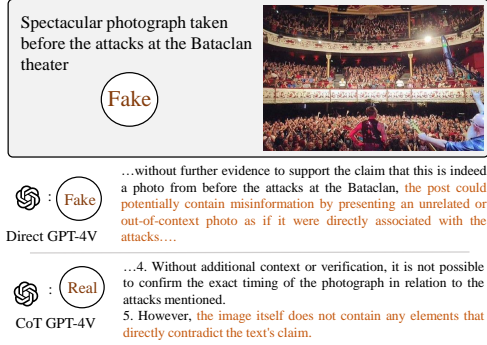 Spectacular photograph taken
before the attacks at the Bataclan
theater
Fake
…without further evidence to support the claim that this is indeed
a photo from before the attacks at the Bataclan, the post could
potentially contain misinformation by presenting an unrelated or
out-of-context photo as if it were directly associated with the
attacks….
: Fake
Direct GPT-4V
…4. Without additional context or verification, it is not possible
to confirm the exact timing of the photograph in relation to the
attacks mentioned.
5. However, the image itself does not contain any elements that
directly contradict the text's claim.
: Real
CoT GPT-4V